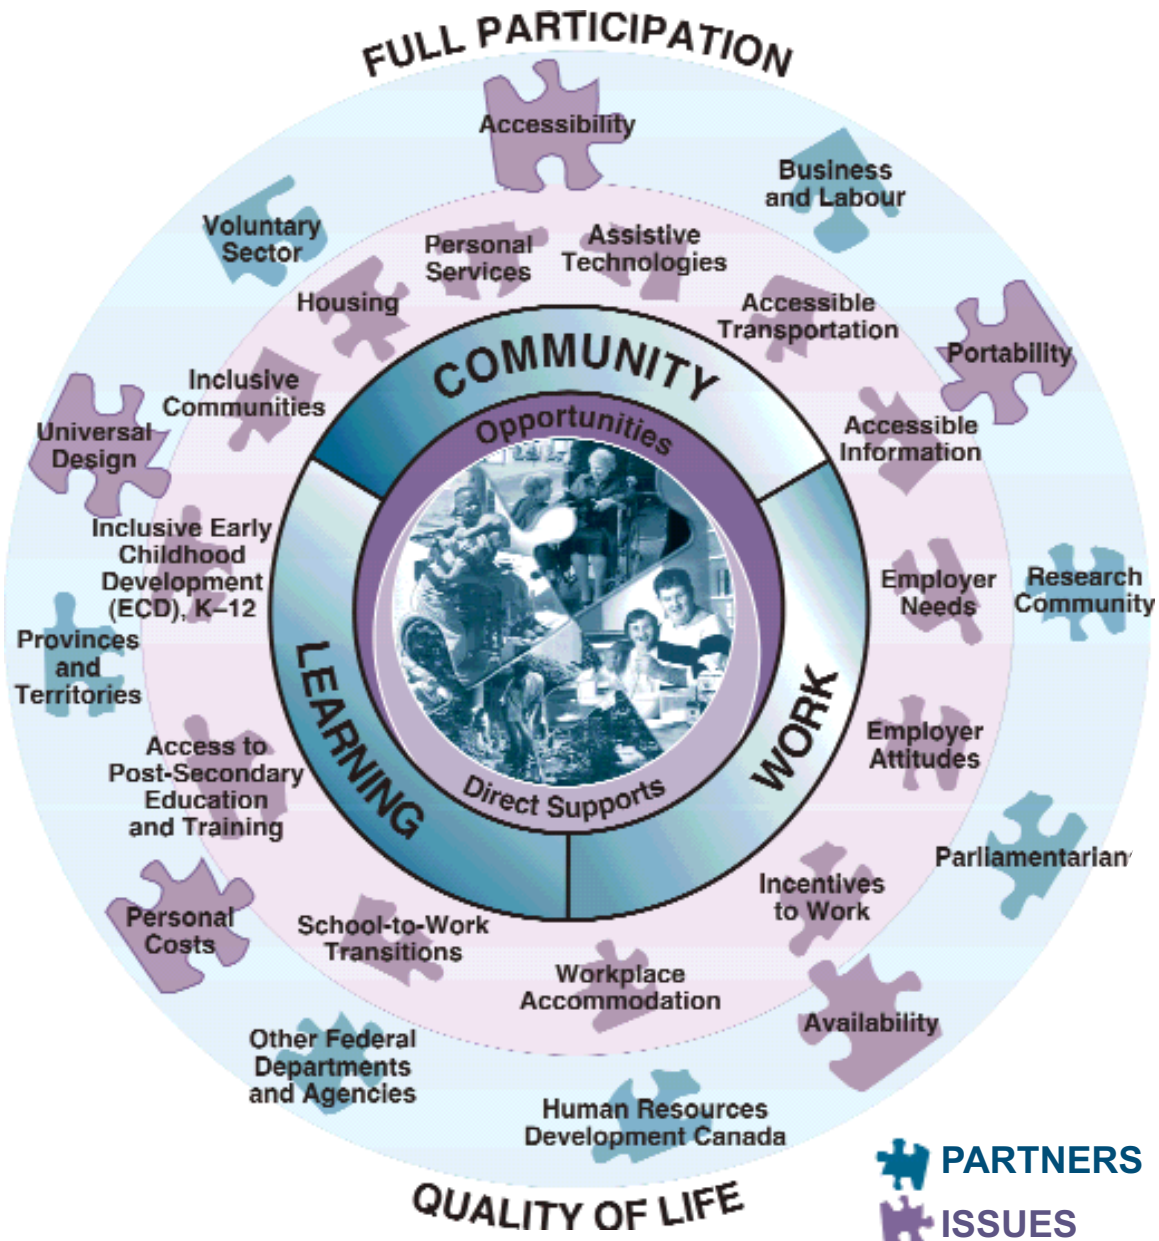 FULL PARTICIPATION
Accessibility
Business
and Labour
Voluntary
Sector
Personal
Services
Assistive
Technologies
Housing
Accessible
Transportation
Portability
COMMUNITY
Inclusive
Communities
Opportunities
Accessible
Information
Universal
Design
Inclusive Early
Childhood
Development
(ECD), K–12
Employer
Needs
Research
Community
Provinces
and
Territories
LEARNING
WORK
Employer
Attitudes
Access to
Post-Secondary
Education
and Training
Direct Supports
Parliamentarian
Incentives
to Work
Personal
Costs
School-to-Work
Transitions
Workplace
Accommodation
Availability
Other Federal
Departments
and Agencies
Human Resources
Development Canada
QUALITY OF LIFE
PARTNERS
ISSUES